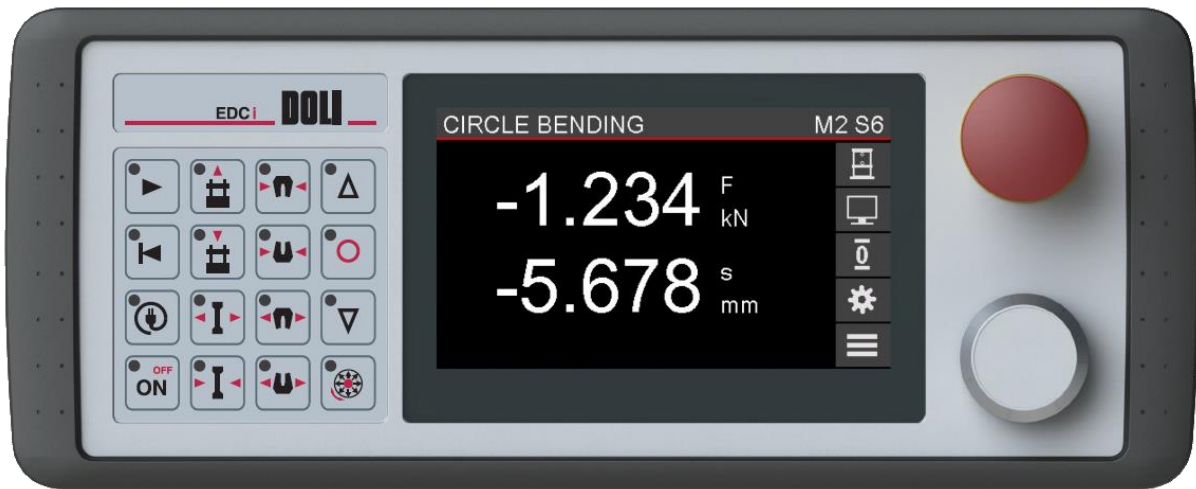 EDCi DOLI
CIRCLE BENDING M2 S6
-1.234 F kN
-5.678 s mm
0
OFF
ON